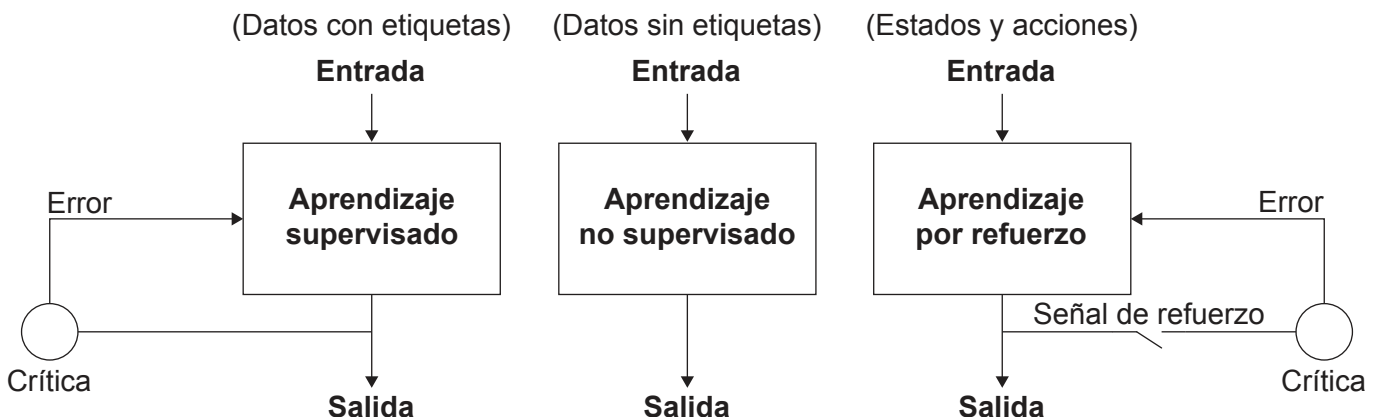 (Datos con etiquetas)
Entrada
Aprendizaje
supervisado
Error
Crítica
Salida
(Datos sin etiquetas)
Entrada
Aprendizaje
no supervisado
Salida
(Estados y acciones)
Entrada
Aprendizaje
por refuerzo
Error
Señal de refuerzo
Crítica
Salida